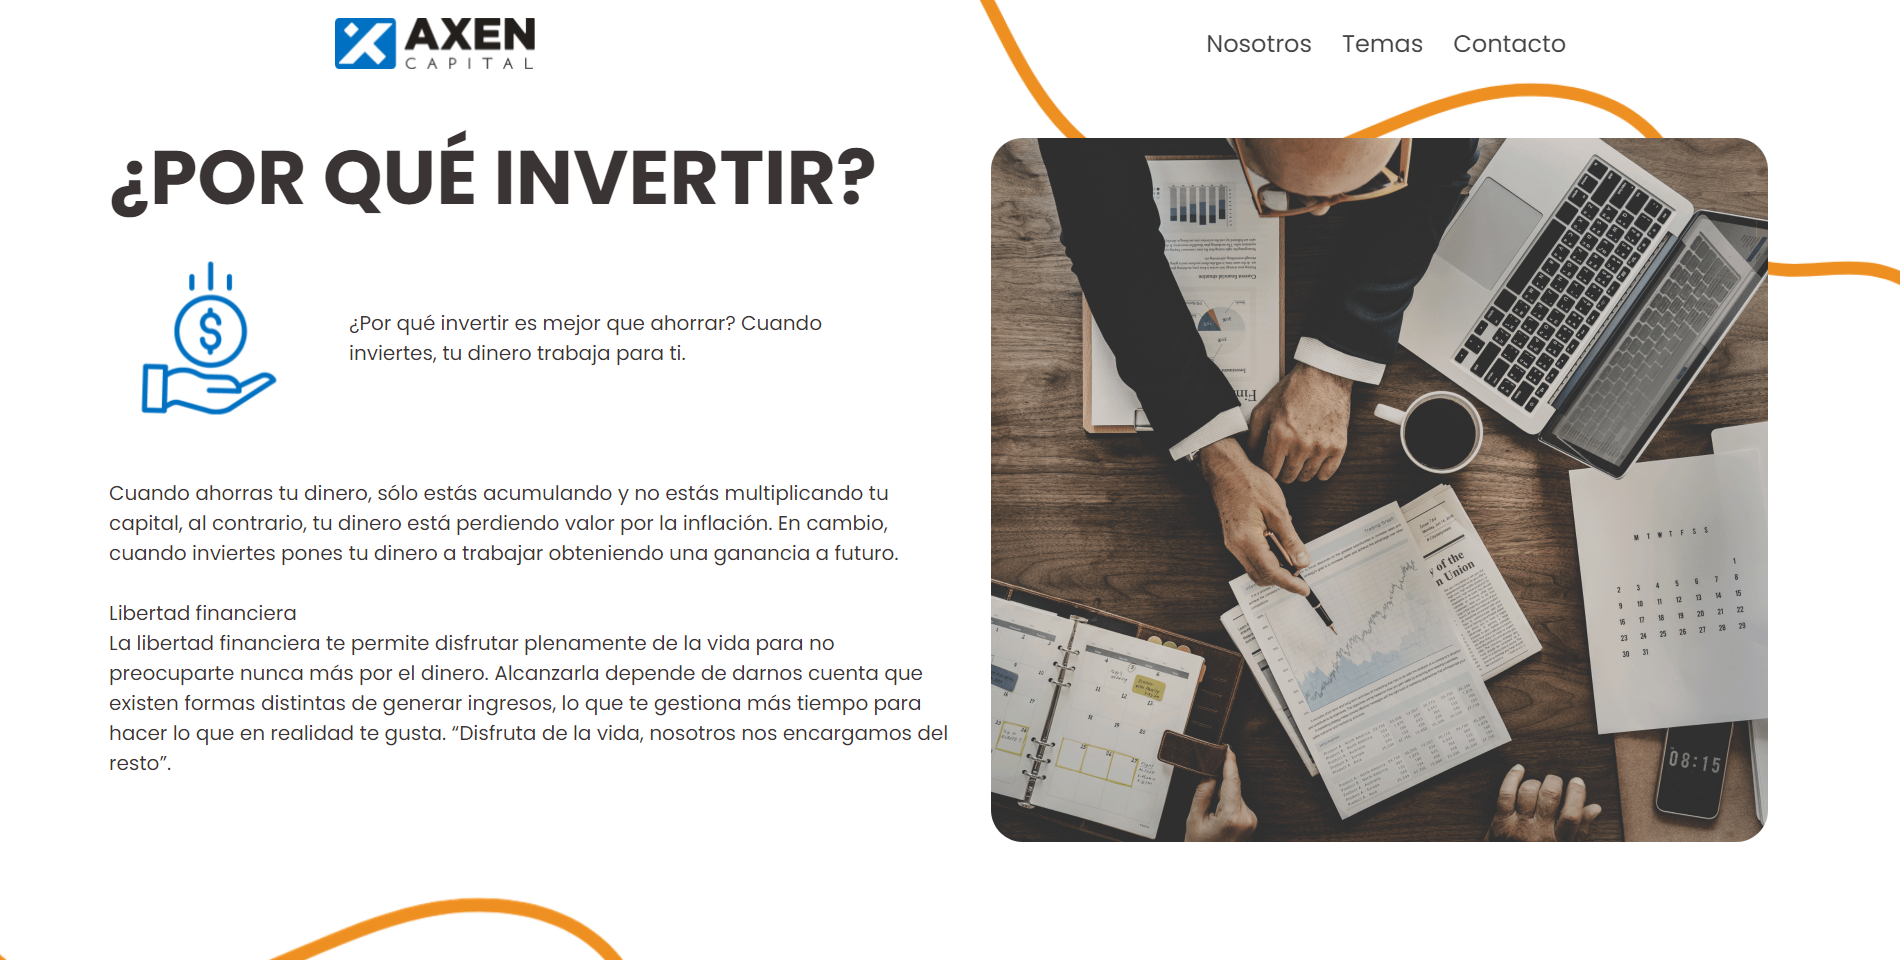 AXEN
CAPITAL
Nosotros Temas Contacto
¿POR QUÉ INVERTIR?
¿Por qué invertir es mejor que ahorrar? Cuando
inviertes, tu dinero trabaja para ti.
Cuando ahorras tu dinero, sólo estás acumulando y no estás multiplicando tu
capital, al contrario, tu dinero está perdiendo valor por la inflación. En cambio,
cuando inviertes pones tu dinero a trabajar obteniendo una ganancia a futuro.
Libertad financiera
La libertad financiera te permite disfrutar plenamente de la vida para no
preocuparte nunca más por el dinero. Alcanzarla depende de darnos cuenta que
existen formas distintas de generar ingresos, lo que te gestiona más tiempo para
hacer lo que en realidad te gusta. “Disfruta de la vida, nosotros nos encargamos del
resto”.
y of the
n Union
M T W T F S S
1
2 3 4 5 6 7 8
9 10 11 12 13 14 15
16 17 18 19 20 21 22
23 24 25 26 27 28 29
30 31
08:15